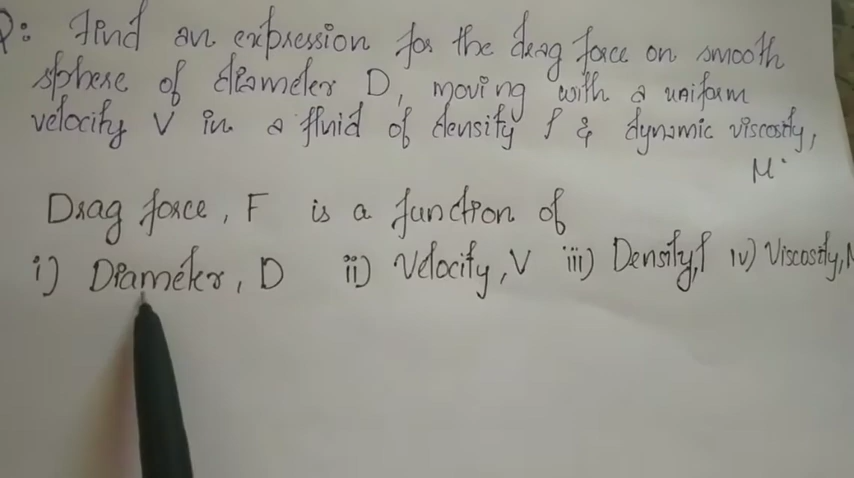 Q: Find an expression for the drag force on smooth
sphere of diameter D, moving with a uniform
velocity V in a fluid of density ρ & dynamic viscosity,
μ.
Drag force, F is a function of
i) Diameter, D ii) Velocity, V iii) Density, ρ iv) Viscosity, μ